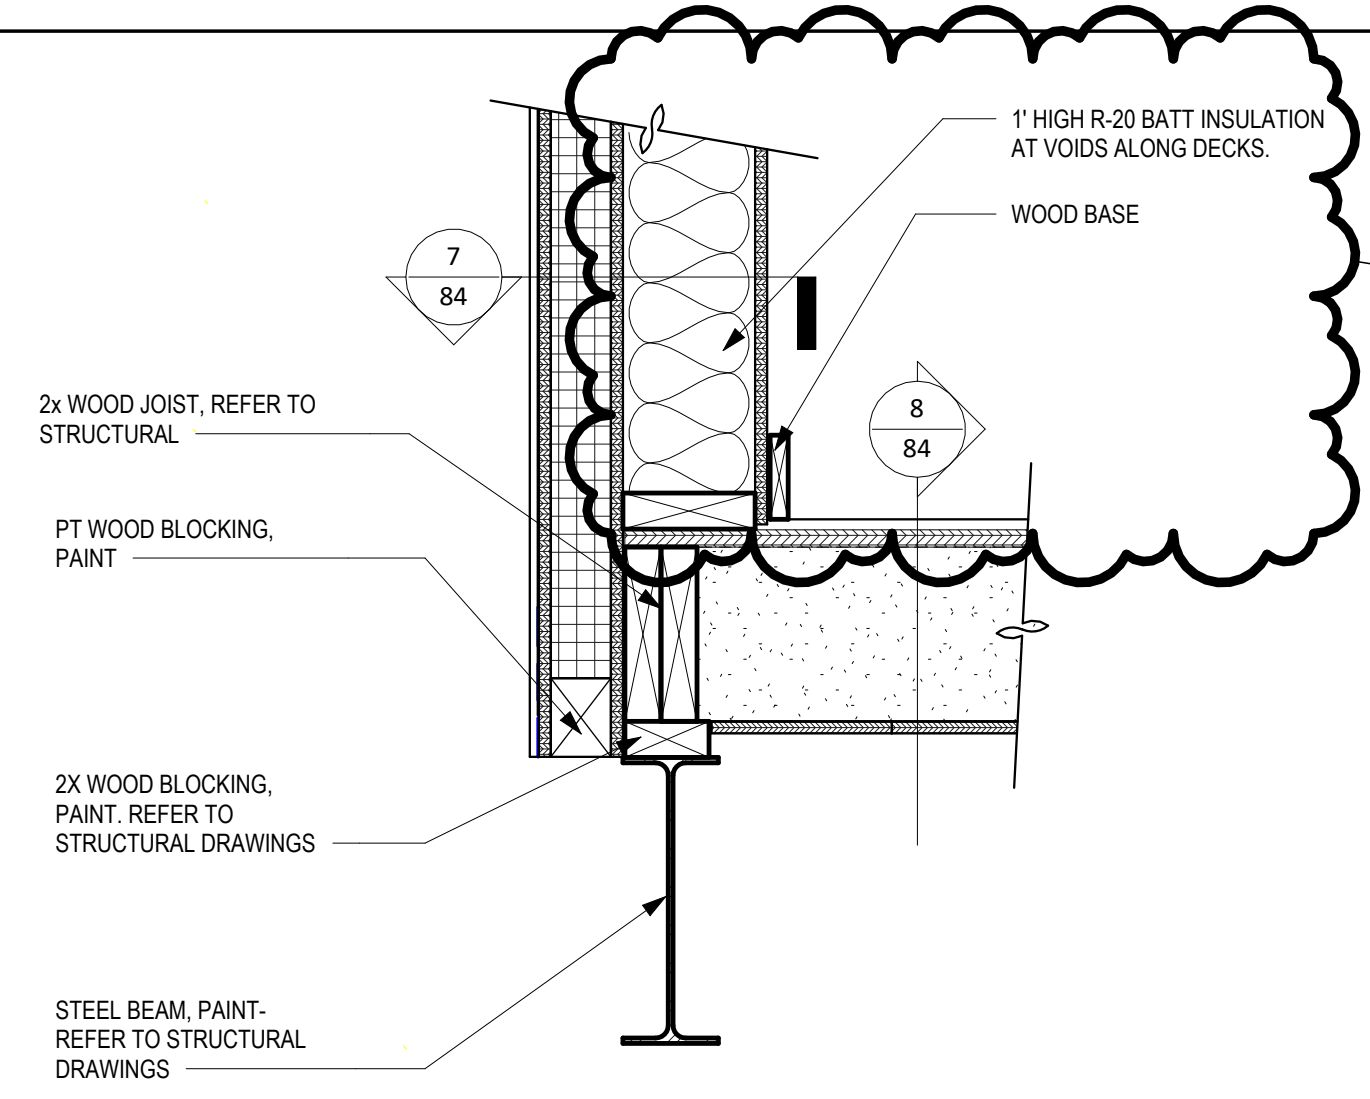 1' HIGH R-20 BATT INSULATION
AT VOIDS ALONG DECKS.
WOOD BASE
7
84
8
84
2x WOOD JOIST, REFER TO
STRUCTURAL
PT WOOD BLOCKING,
PAINT
2X WOOD BLOCKING,
PAINT. REFER TO
STRUCTURAL DRAWINGS
STEEL BEAM, PAINT-
REFER TO STRUCTURAL
DRAWINGS